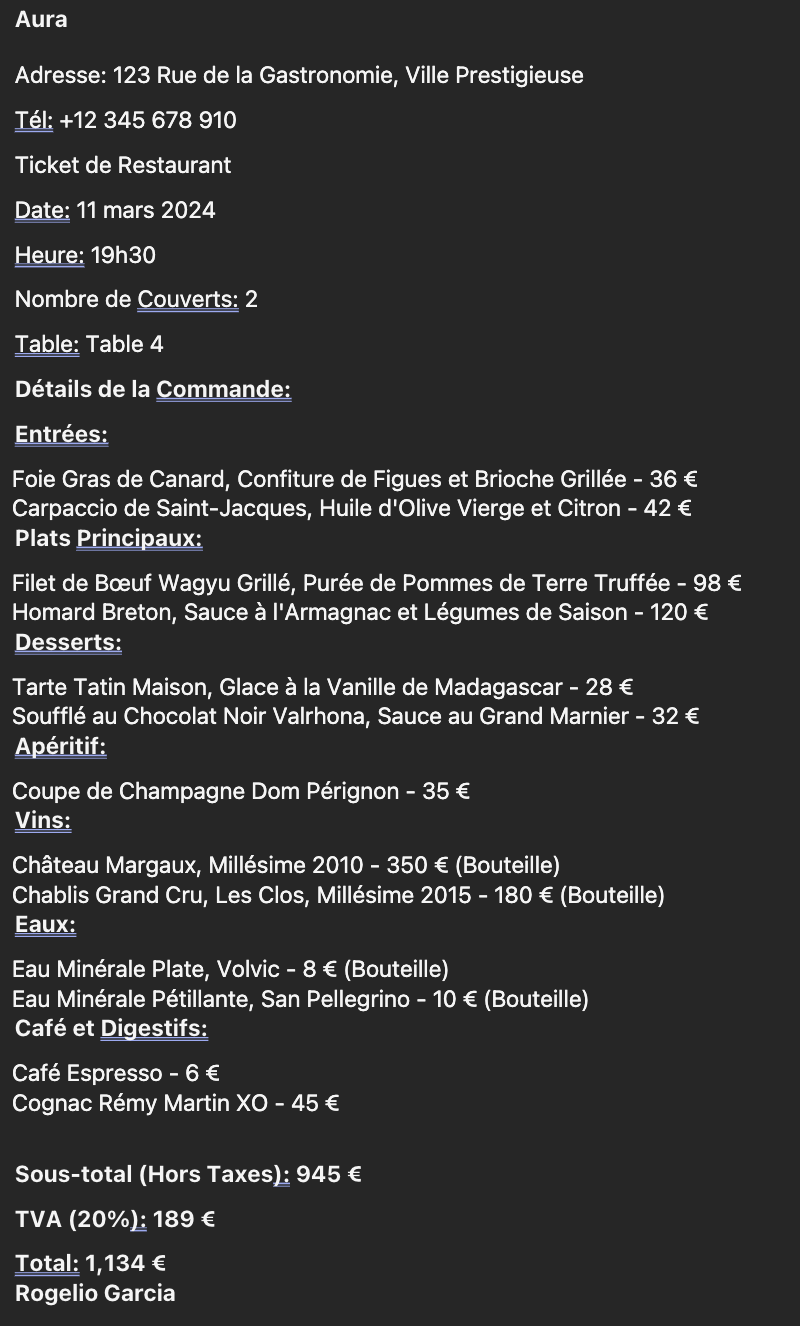 Aura
Adresse: 123 Rue de la Gastronomie, Ville Prestigieuse
Tél: +12 345 678 910
Ticket de Restaurant
Date: 11 mars 2024
Heure: 19h30
Nombre de Couverts: 2
Table: Table 4
Détails de la Commande:
Entrées:
Foie Gras de Canard, Confiture de Figues et Brioche Grillée - 36 €
Carpaccio de Saint-Jacques, Huile d'Olive Vierge et Citron - 42 €
Plats Principaux:
Filet de Bœuf Wagyu Grillé, Purée de Pommes de Terre Truffée - 98 €
Homard Breton, Sauce à l'Armagnac et Légumes de Saison - 120 €
Desserts:
Tarte Tatin Maison, Glace à la Vanille de Madagascar - 28 €
Soufflé au Chocolat Noir Valrhona, Sauce au Grand Marnier - 32 €
Apéritif:
Coupe de Champagne Dom Pérignon - 35 €
Vins:
Château Margaux, Millésime 2010 - 350 € (Bouteille)
Chablis Grand Cru, Les Clos, Millésime 2015 - 180 € (Bouteille)
Eaux:
Eau Minérale Plate, Volvic - 8 € (Bouteille)
Eau Minérale Pétillante, San Pellegrino - 10 € (Bouteille)
Café et Digestifs:
Café Espresso - 6 €
Cognac Rémy Martin XO - 45 €
Sous-total (Hors Taxes): 945 €
TVA (20%): 189 €
Total: 1,134 €
Rogelio Garcia